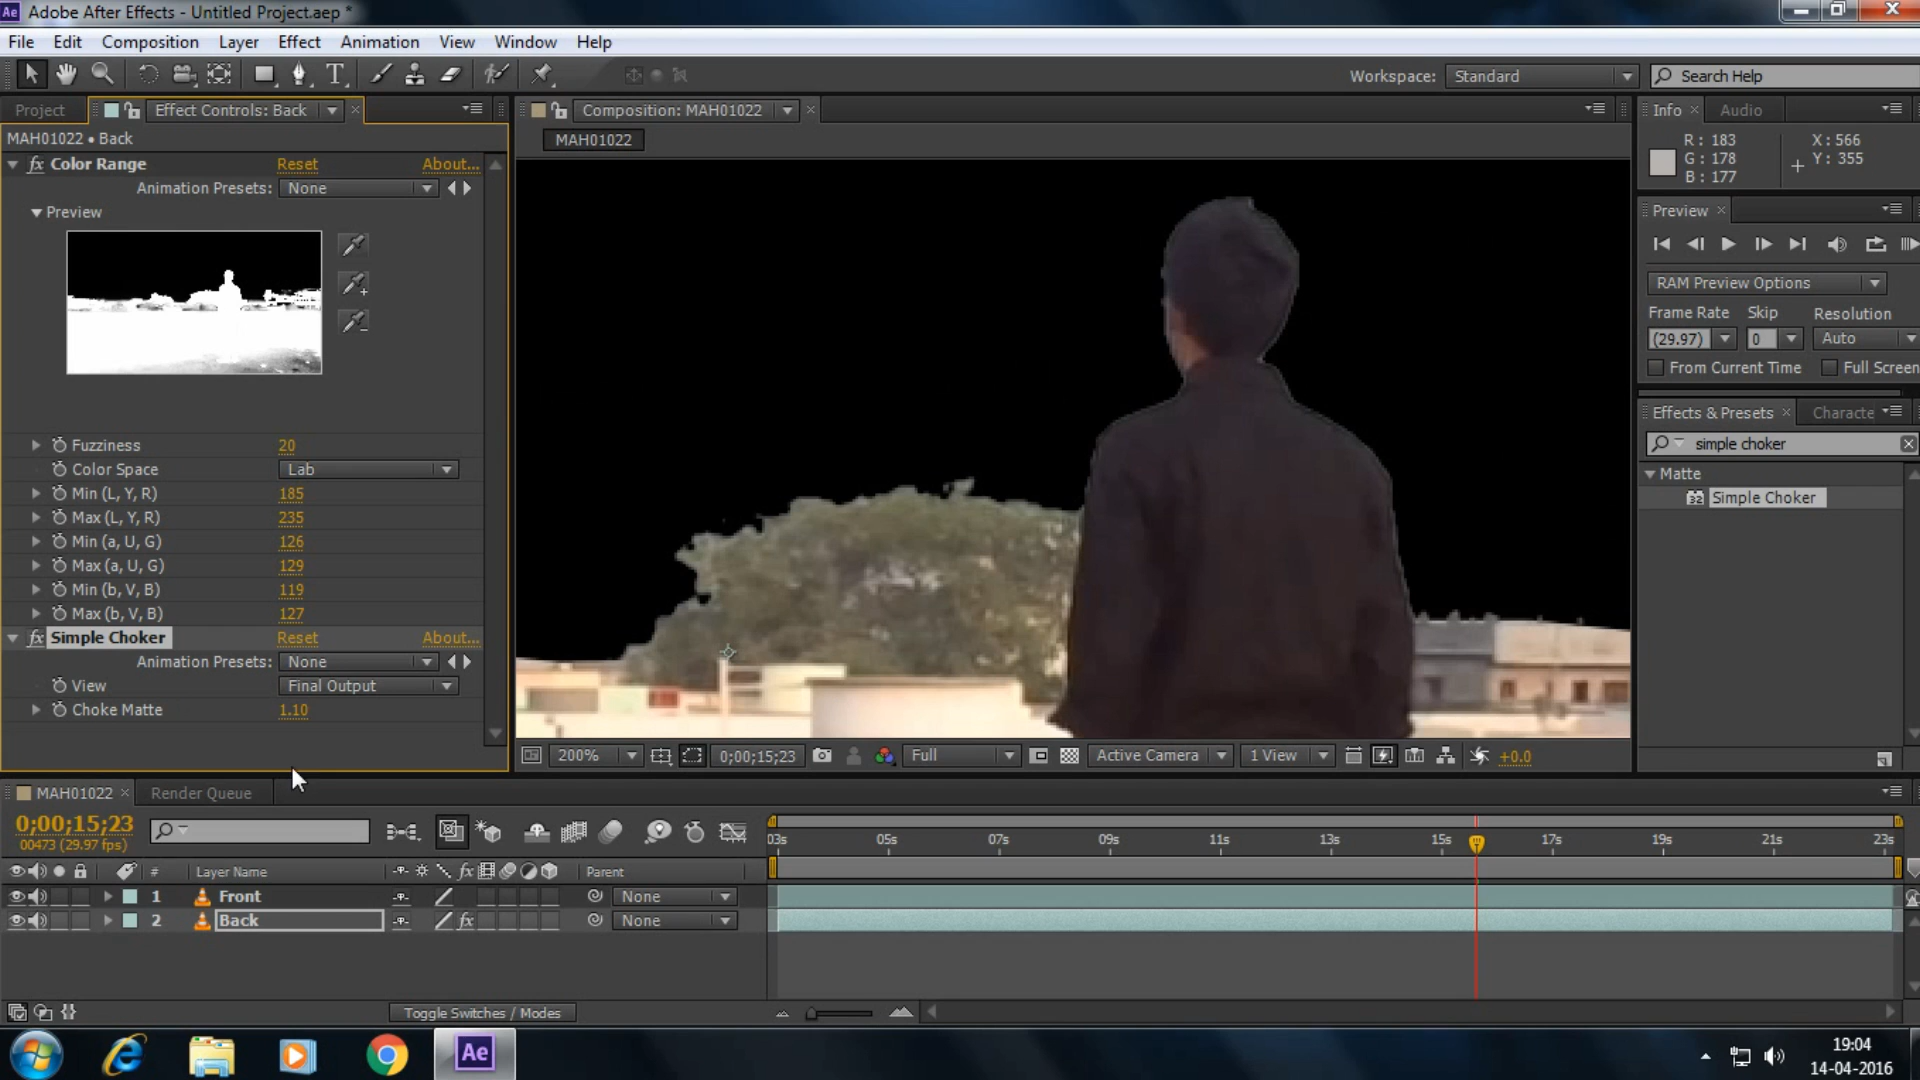 Ae Adobe After Effects - Untitled Project.aep *
File Edit Composition Layer Effect Animation View Window Help
Workspace: Standard Search Help
Project Effect Controls: Back
MAH01022 • Back
fx Color Range Reset About...
Animation Presets: None
Preview
Fuzziness 20
Color Space Lab
Min (L, Y, R) 185
Max (L, Y, R) 235
Min (a, U, G) 126
Max (a, U, G) 129
Min (b, V, B) 119
Max (b, V, B) 127
fx Simple Choker Reset About...
Animation Presets: None
View Final Output
Choke Matte 1.10
Composition: MAH01022
MAH01022
200% 0;00;15;23 Full Active Camera 1 View +0.0
Info Audio
R: 183 X: 566
G: 178 Y: 355
B: 177
Preview
RAM Preview Options
Frame Rate Skip Resolution
(29.97) 0 Auto
From Current Time Full Screen
Effects & Presets Characte
simple choker
Matte
32 Simple Choker
MAH01022 Render Queue
0;00;15;23
00473 (29.97 fps)
03s 05s 07s 09s 11s 13s 15s 17s 19s 21s 23s
# Layer Name fx Parent
1 Front None
2 Back fx None
Toggle Switches / Modes
Ae
19:04
14-04-2016